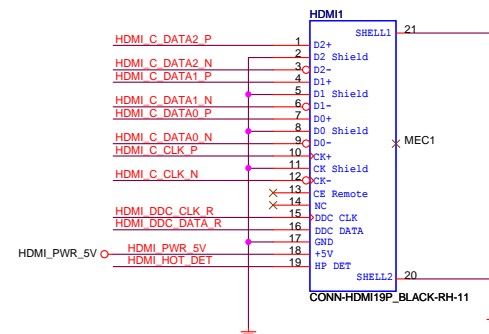 HDMI1
HDMI_C_DATA2_P 1 D2+ SHELL1 21
2 D2 Shield
HDMI_C_DATA2_N 3 D2-
HDMI_C_DATA1_P 4 D1+
5 D1 Shield
HDMI_C_DATA1_N 6 D1-
HDMI_C_DATA0_P 7 D0+
8 D0 Shield
HDMI_C_DATA0_N 9 D0- MEC1
HDMI_C_CLK_P 10 CK+
11 CK Shield
HDMI_C_CLK_N 12 CK-
13 CE Remote
14 NC
HDMI_DDC_CLK_R 15 DDC CLK
HDMI_DDC_DATA_R 16 DDC DATA
17 GND
HDMI_PWR_5V HDMI_PWR_5V 18 +5V
HDMI_HOT_DET 19 HP DET
SHELL2 20
CONN-HDMI19P_BLACK-RH-11